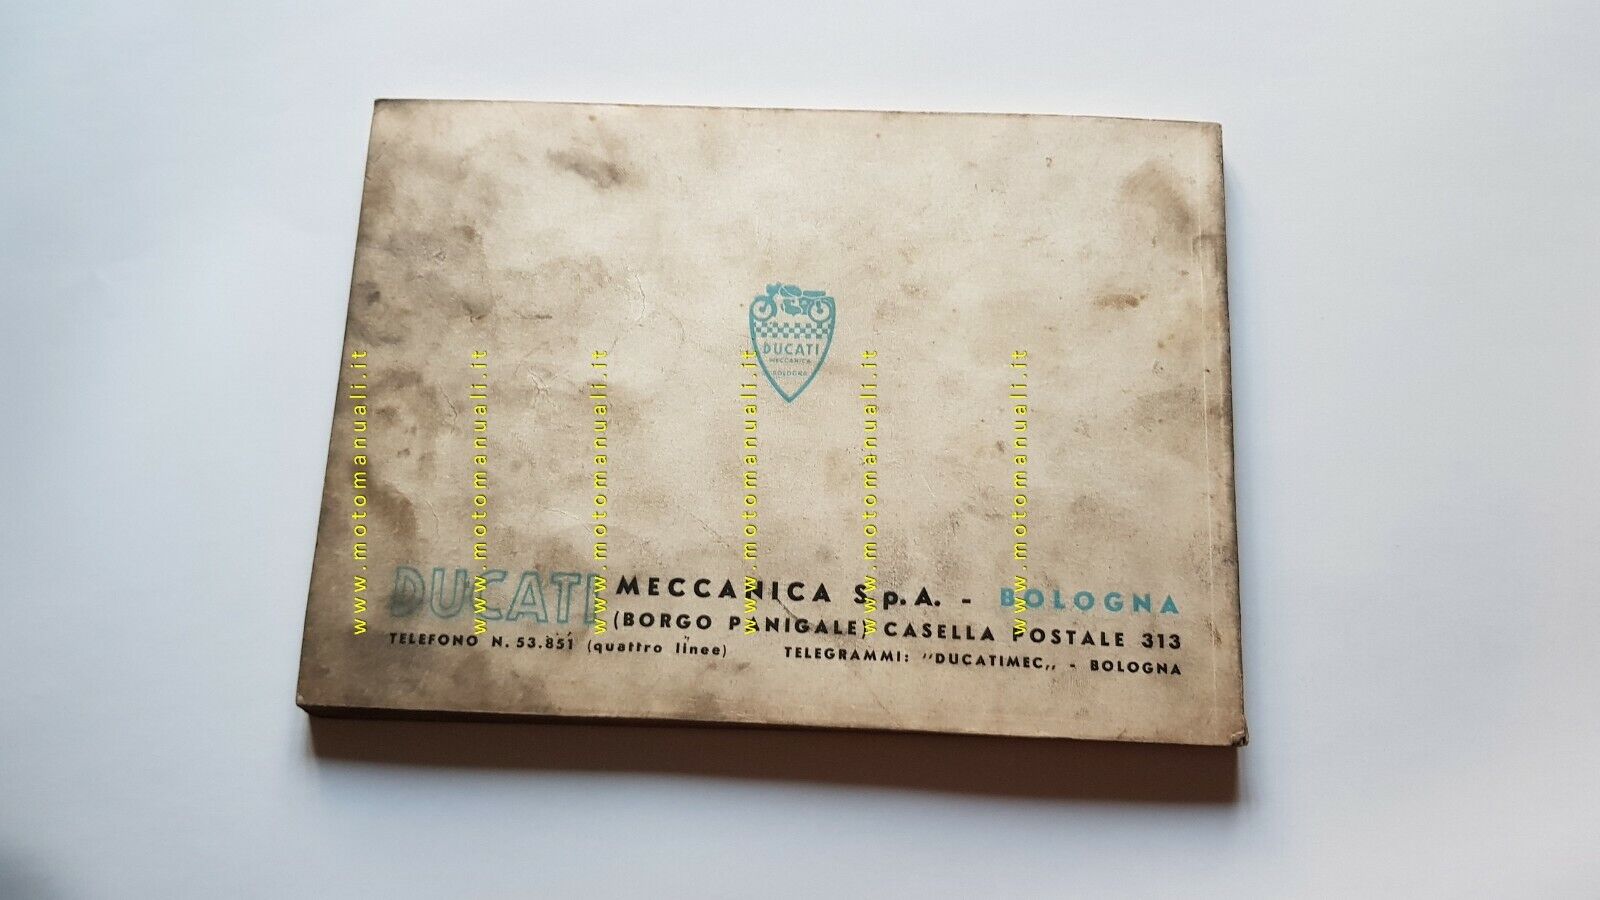 DUCATI
MECCANICA
BOLOGNA
DUCATI MECCANICA S.p.A. - BOLOGNA
(BORGO PANIGALE) CASELLA POSTALE 313
TELEFONO N. 53.851 (quattro linee) TELEGRAMMI: "DUCATIMEC,, - BOLOGNA
www.motomanuali.it
www.motomanuali.it
www.motomanuali.it
www.motomanuali.it
www.motomanuali.it
www.motomanuali.it